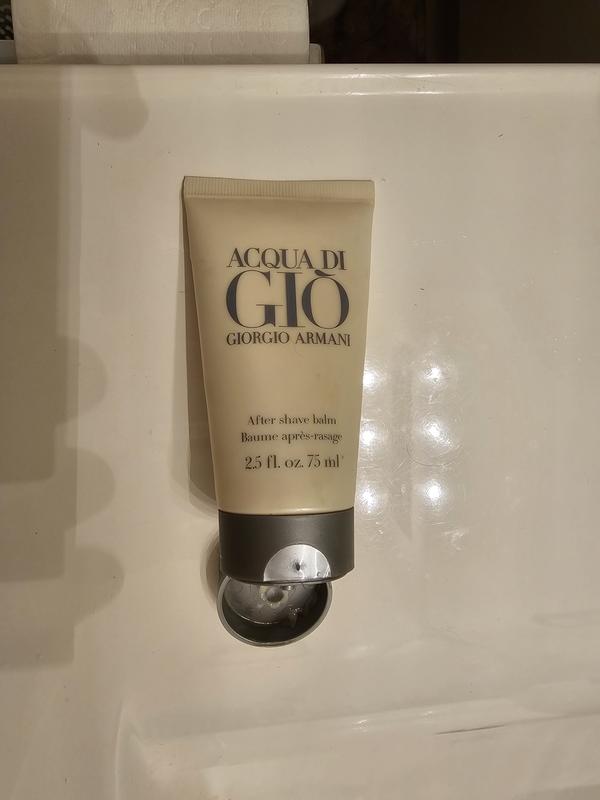 ACQUA DI
GIÒ
GIORGIO ARMANI
After shave balm
Baume après-rasage
2.5 fl. oz. 75 ml